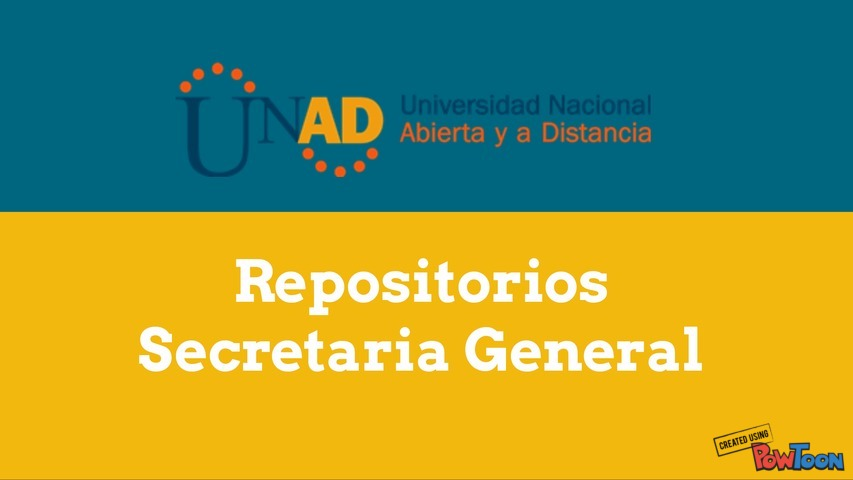 UNAD
Universidad Nacional
Abierta y a Distancia
Repositorios
Secretaria General
CREATED USING
POWTOON